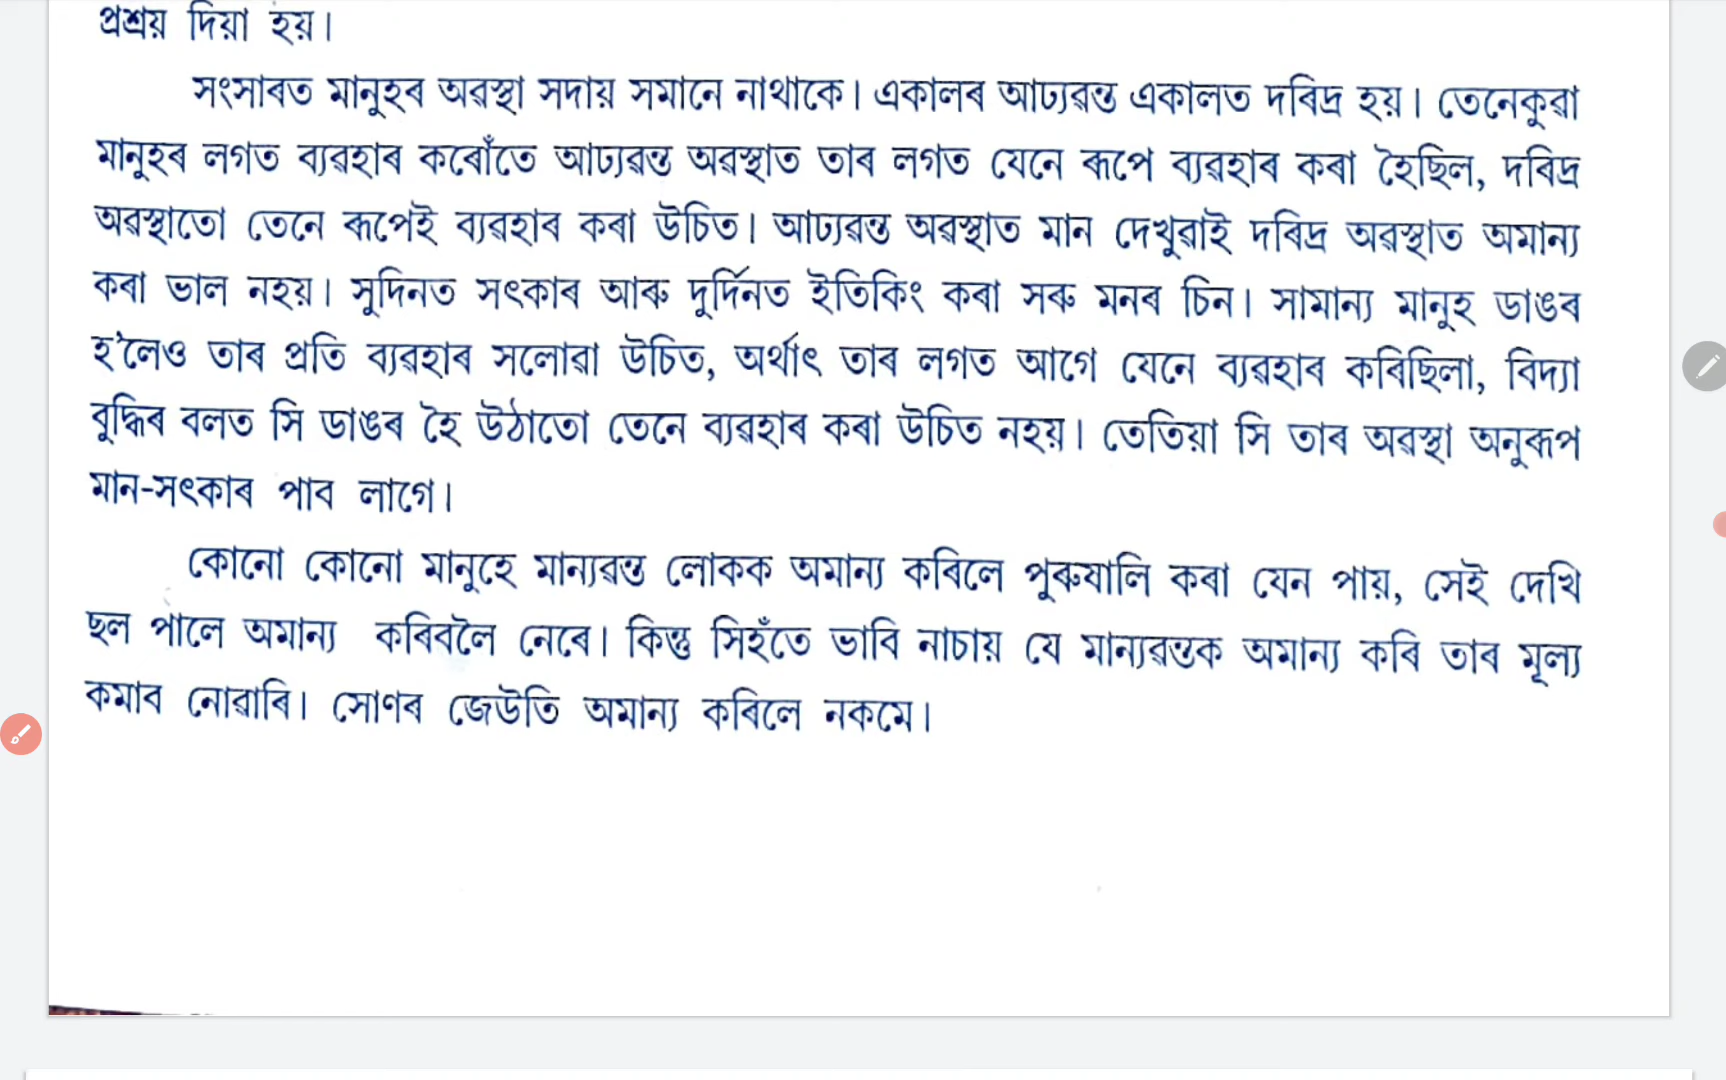 প্ৰশ্ৰয় দিয়া হয়।
সংসাৰত মানুহৰ অৱস্থা সদায় সমানে নাথাকে। একালৰ আঢ্যৱন্ত একালত দৰিদ্ৰ হয়। তেনেকুৱা
মানুহৰ লগত ব্যৱহাৰ কৰোঁতে আঢ্যৱন্ত অৱস্থাত তাৰ লগত যেনে ৰূপে ব্যৱহাৰ কৰা হৈছিল, দৰিদ্ৰ
অৱস্থাতো তেনে ৰূপেই ব্যৱহাৰ কৰা উচিত। আঢ্যৱন্ত অৱস্থাত মান দেখুৱাই দৰিদ্ৰ অৱস্থাত অমান্য
কৰা ভাল নহয়। সুদিনত সৎকাৰ আৰু দুৰ্দিনত ইতিকিং কৰা সৰু মনৰ চিন। সামান্য মানুহ ডাঙৰ
হ'লেও তাৰ প্ৰতি ব্যৱহাৰ সলোৱা উচিত, অৰ্থাৎ তাৰ লগত আগে যেনে ব্যৱহাৰ কৰিছিলা, বিদ্যা
বুদ্ধিৰ বলত সি ডাঙৰ হৈ উঠাতো তেনে ব্যৱহাৰ কৰা উচিত নহয়। তেতিয়া সি তাৰ অৱস্থা অনুৰূপ
মান-সৎকাৰ পাব লাগে।
কোনো কোনো মানুহে মান্যৱন্ত লোকক অমান্য কৰিলে পুৰুষালি কৰা যেন পায়, সেই দেখি
ছল পালে অমান্য কৰিবলৈ নেৰে। কিন্তু সিহঁতে ভাবি নাচায় যে মান্যৱন্তক অমান্য কৰি তাৰ মূল্য
কমাব নোৱাৰি। সোণৰ জেউতি অমান্য কৰিলে নকমে।